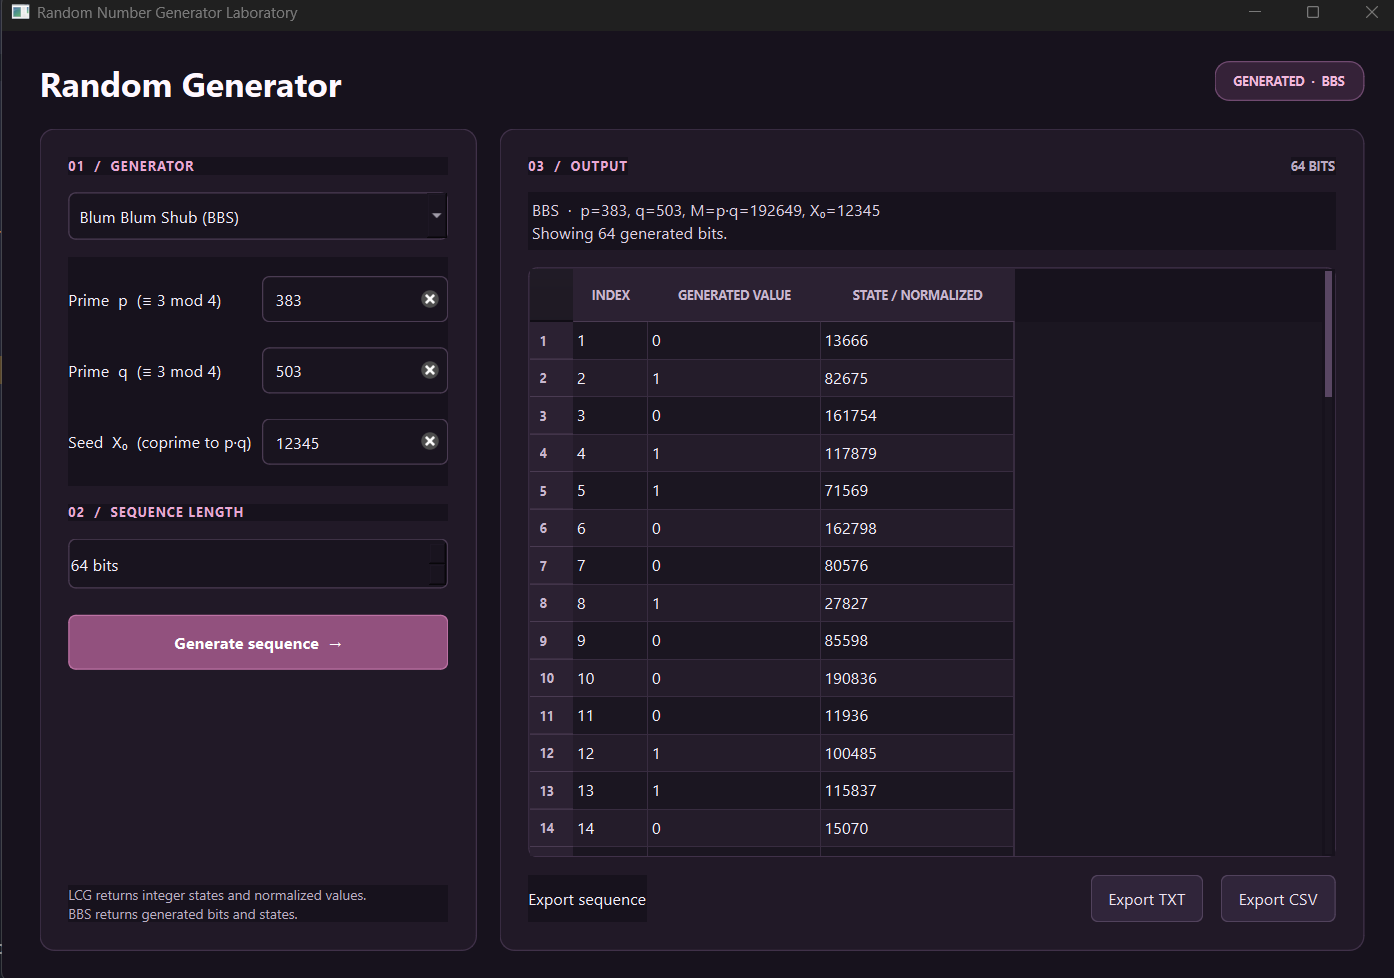 Random Number Generator Laboratory
Random Generator
GENERATED · BBS
01 / GENERATOR
Blum Blum Shub (BBS)
Prime p (≡ 3 mod 4)
383
Prime q (≡ 3 mod 4)
503
Seed X₀ (coprime to p·q)
12345
02 / SEQUENCE LENGTH
64 bits
Generate sequence →
LCG returns integer states and normalized values.
BBS returns generated bits and states.
03 / OUTPUT
64 BITS
BBS · p=383, q=503, M=p·q=192649, X₀=12345
Showing 64 generated bits.
INDEX GENERATED VALUE STATE / NORMALIZED
1 1 0 13666
2 2 1 82675
3 3 0 161754
4 4 1 117879
5 5 1 71569
6 6 0 162798
7 7 0 80576
8 8 1 27827
9 9 0 85598
10 10 0 190836
11 11 0 11936
12 12 1 100485
13 13 1 115837
14 14 0 15070
Export sequence
Export TXT
Export CSV